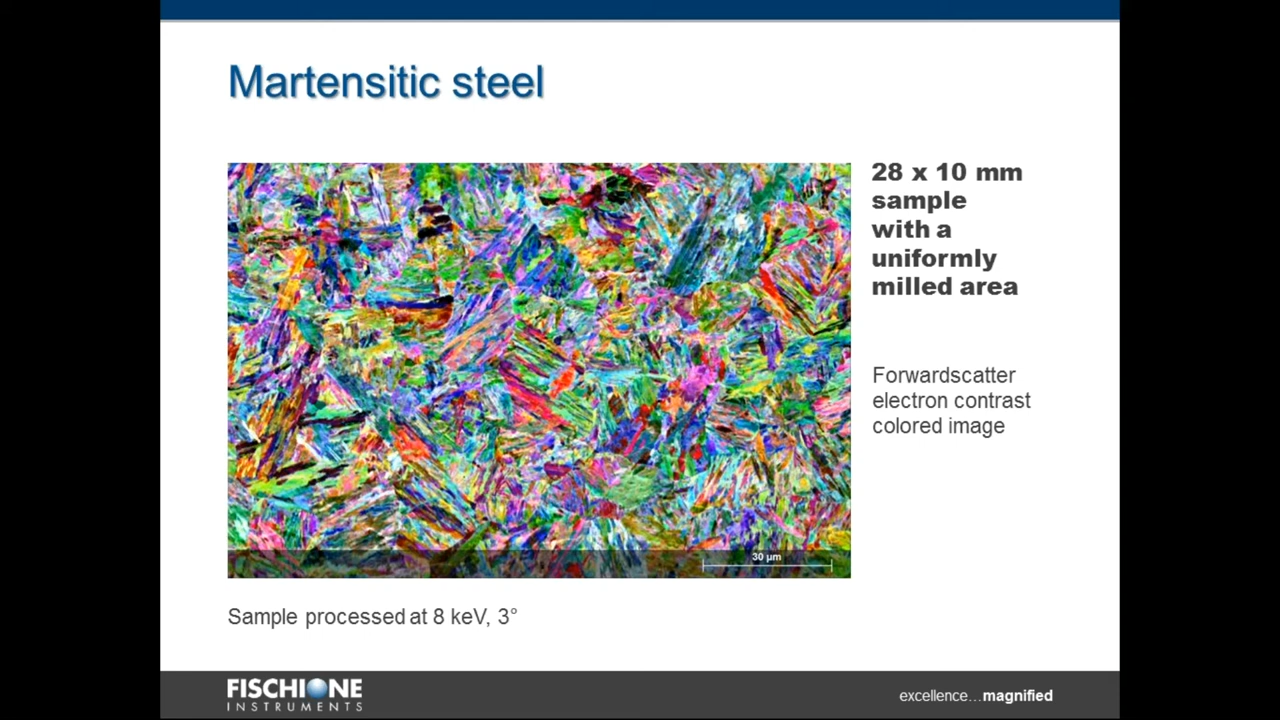 Martensitic steel
28 x 10 mm
sample
with a
uniformly
milled area
Forwardscatter
electron contrast
colored image
30 µm
Sample processed at 8 keV, 3°
FISCHIONE
INSTRUMENTS
excellence...magnified